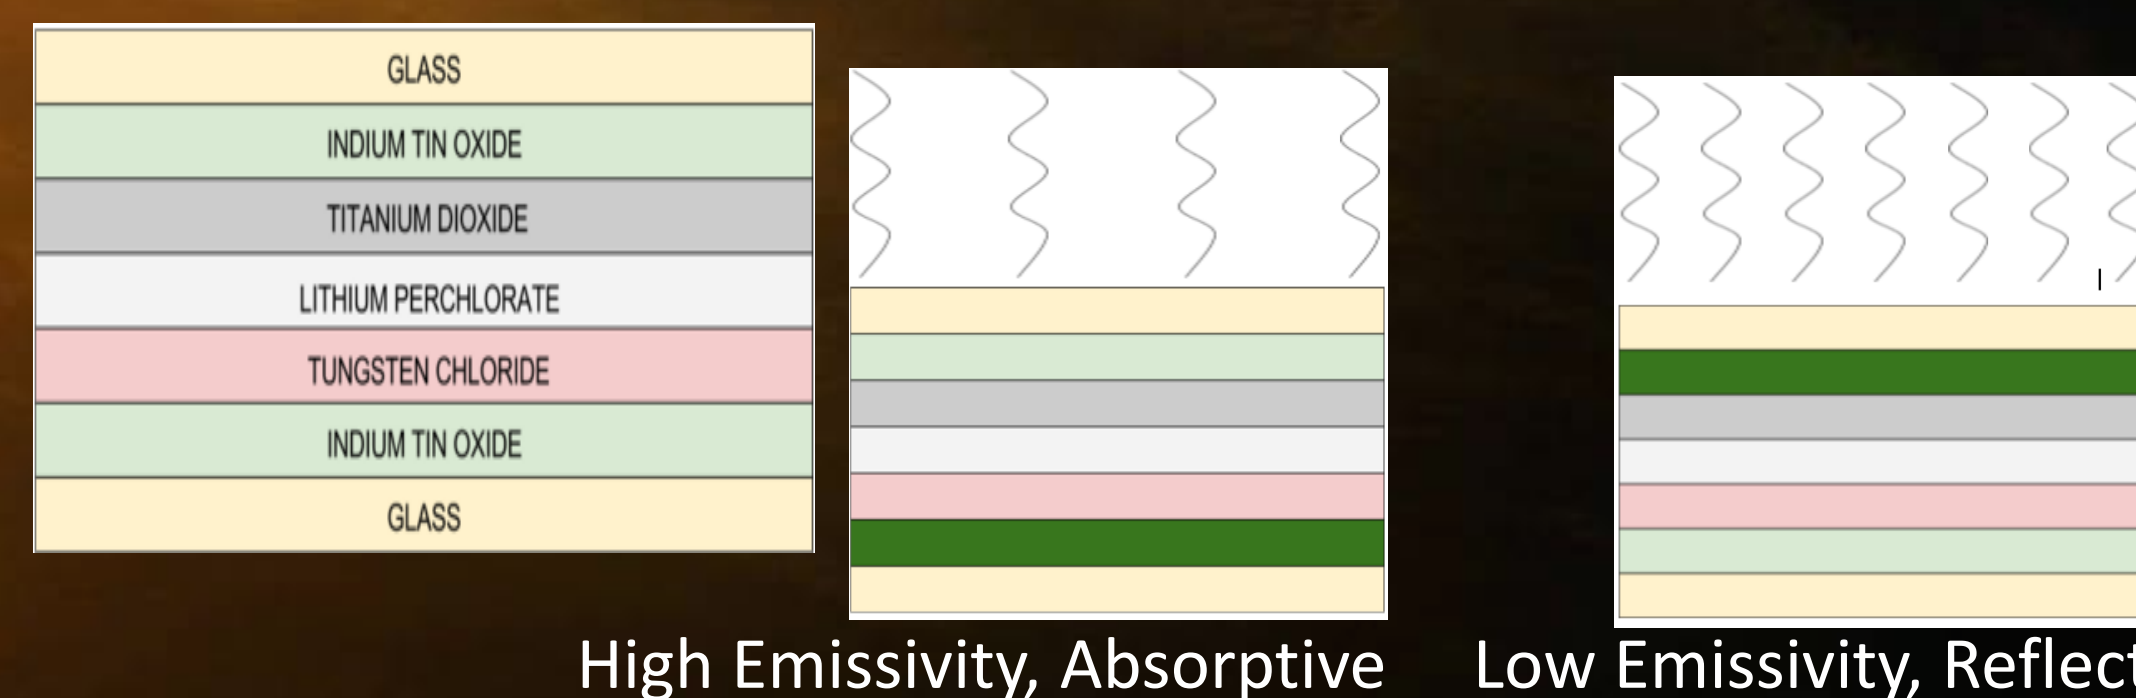 GLASS
INDIUM TIN OXIDE
TITANIUM DIOXIDE
LITHIUM PERCHLORATE
TUNGSTEN CHLORIDE
INDIUM TIN OXIDE
GLASS
High Emissivity, Absorptive
Low Emissivity, Reflect